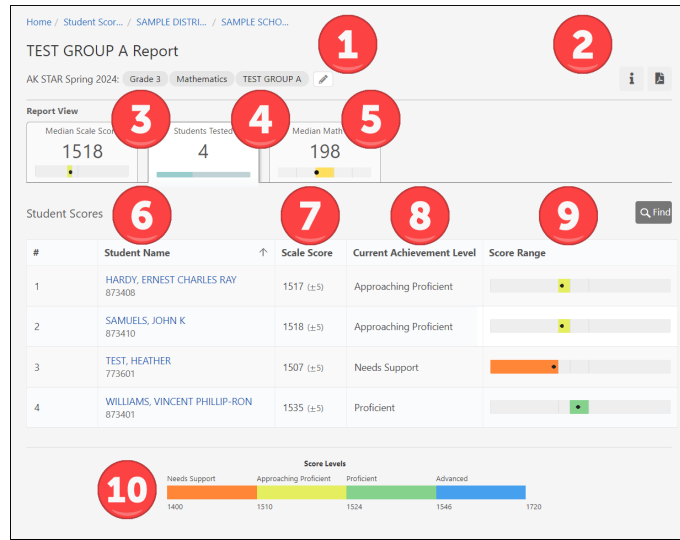 Home / Student Scor... / SAMPLE DISTRI... / SAMPLE SCHO...
1
2
TEST GROUP A Report
AK STAR Spring 2024: Grade 3 Mathematics TEST GROUP A
i
Report View
3
4
5
Median Scale Sco
Students Tested
Median Math
1518
4
198
Student Scores
6
7
8
9
Find
# Student Name ↑ Scale Score Current Achievement Level Score Range
1 HARDY, ERNEST CHARLES RAY 1517 (±5) Approaching Proficient
873408
2 SAMUELS, JOHN K 1518 (±5) Approaching Proficient
873410
3 TEST, HEATHER 1507 (±5) Needs Support
773601
4 WILLIAMS, VINCENT PHILLIP-RON 1535 (±5) Proficient
873401
Score Levels
10
Needs Support Approaching Proficient Proficient Advanced
1400 1510 1524 1546 1720